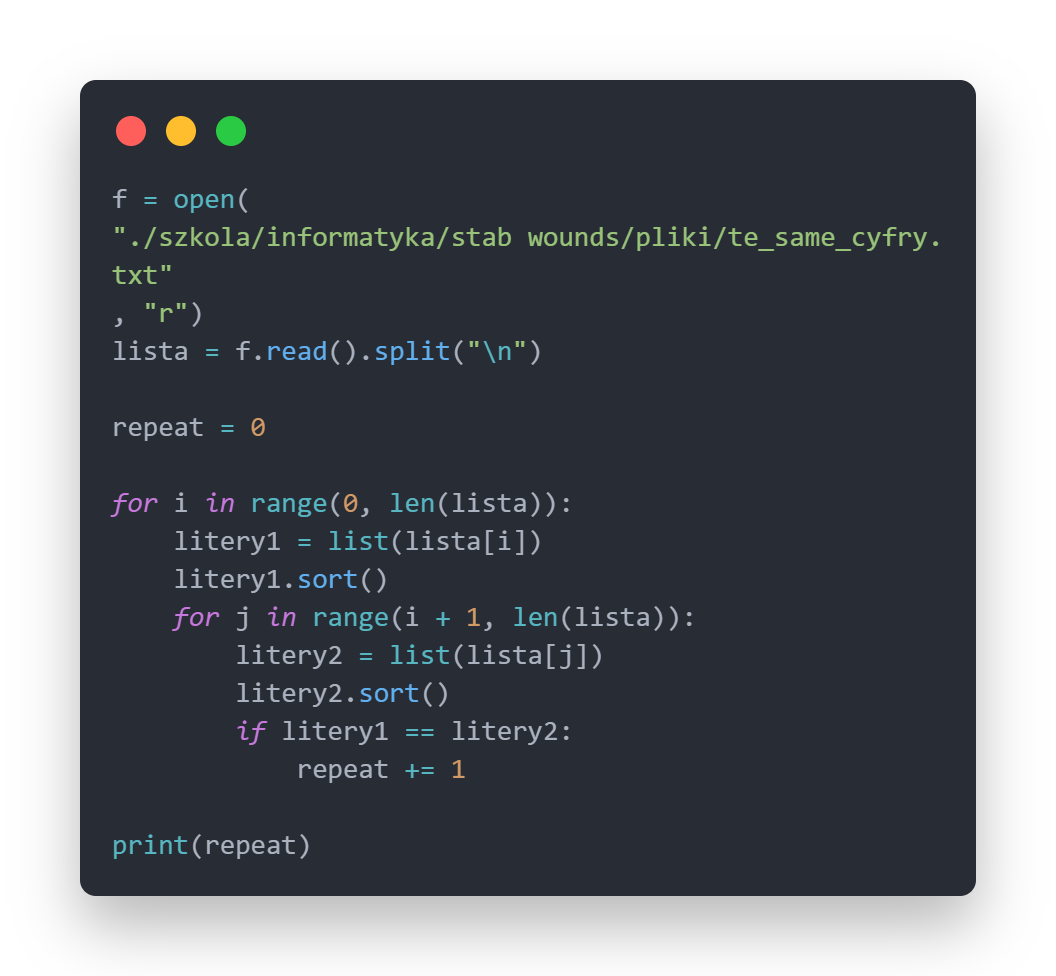 f = open(
"./szkola/informatyka/stab wounds/pliki/te_same_cyfry.
txt"
, "r")
lista = f.read().split("\n")

repeat = 0

for i in range(0, len(lista)):
    litery1 = list(lista[i])
    litery1.sort()
    for j in range(i + 1, len(lista)):
        litery2 = list(lista[j])
        litery2.sort()
        if litery1 == litery2:
            repeat += 1

print(repeat)